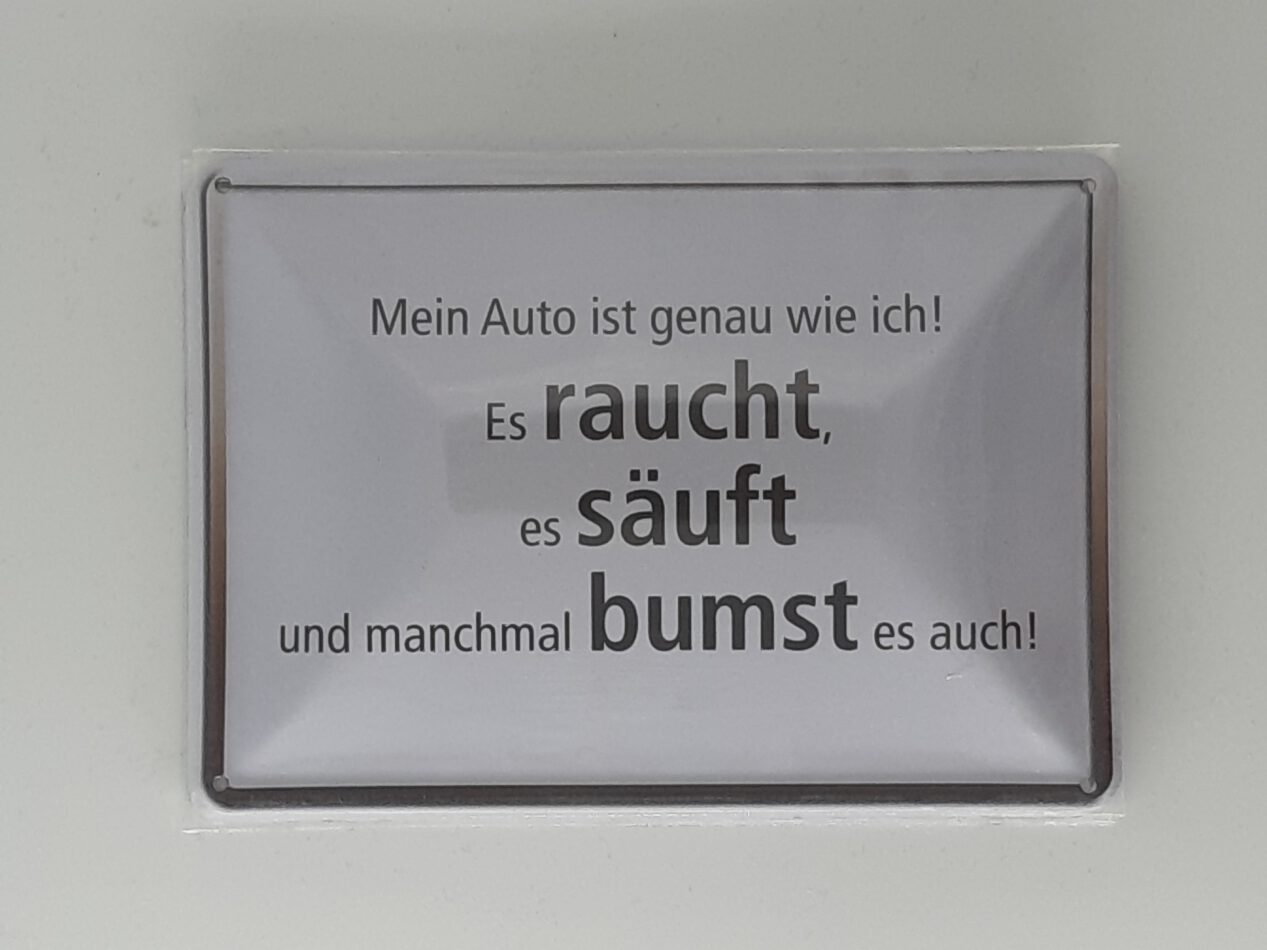 Mein Auto ist genau wie ich!
Es raucht,
es säuft
und manchmal bumst es auch!